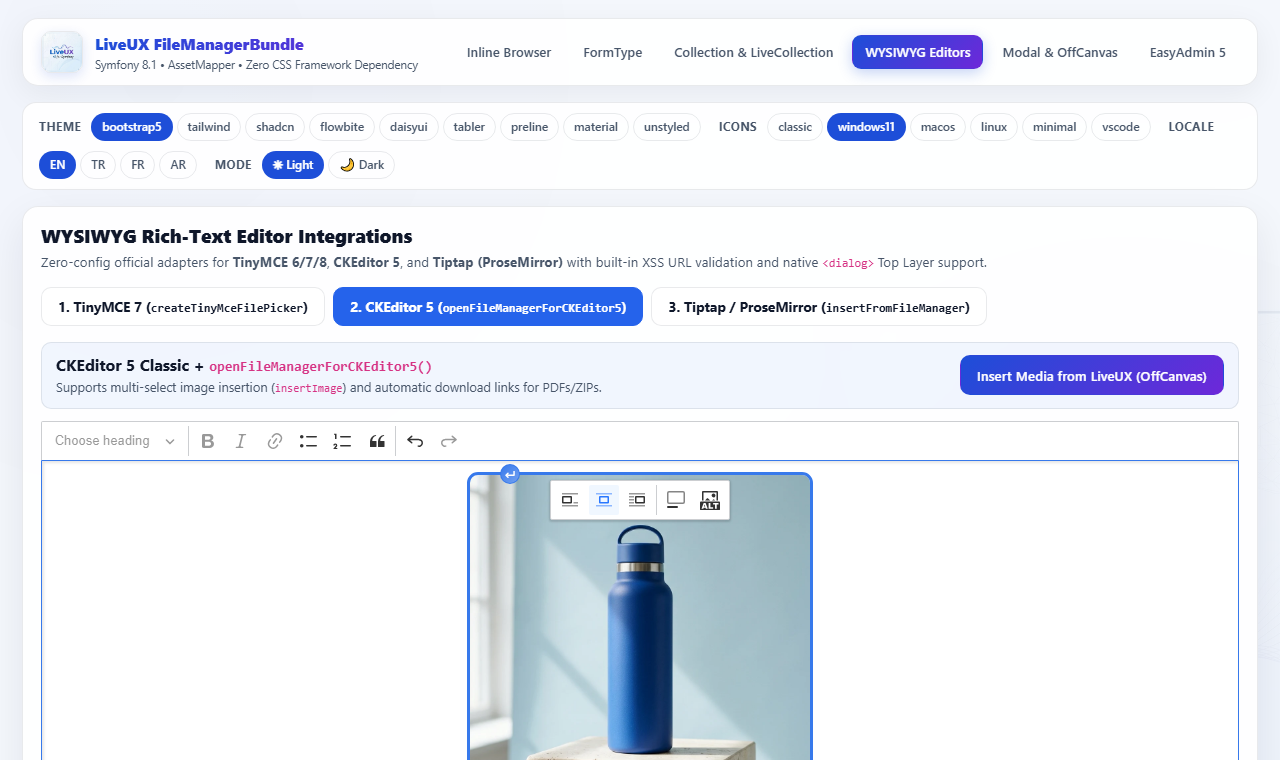 LiveUX FileManagerBundle
Symfony 8.1 • AssetMapper • Zero CSS Framework Dependency
Inline Browser FormType Collection & LiveCollection WYSIWYG Editors Modal & OffCanvas EasyAdmin 5
THEME bootstrap5 tailwind shadcn flowbite daisyui tabler preline material unstyled ICONS classic windows11 macos linux minimal vscode LOCALE
EN TR FR AR MODE Light Dark
WYSIWYG Rich-Text Editor Integrations
Zero-config official adapters for TinyMCE 6/7/8, CKEditor 5, and Tiptap (ProseMirror) with built-in XSS URL validation and native <dialog> Top Layer support.
1. TinyMCE 7 (createTinyMceFilePicker) 2. CKEditor 5 (openFileManagerForCKEditor5) 3. Tiptap / ProseMirror (insertFromFileManager)
CKEditor 5 Classic + openFileManagerForCKEditor5()
Supports multi-select image insertion (insertImage) and automatic download links for PDFs/ZIPs.
Insert Media from LiveUX (OffCanvas)
Choose heading
ALT